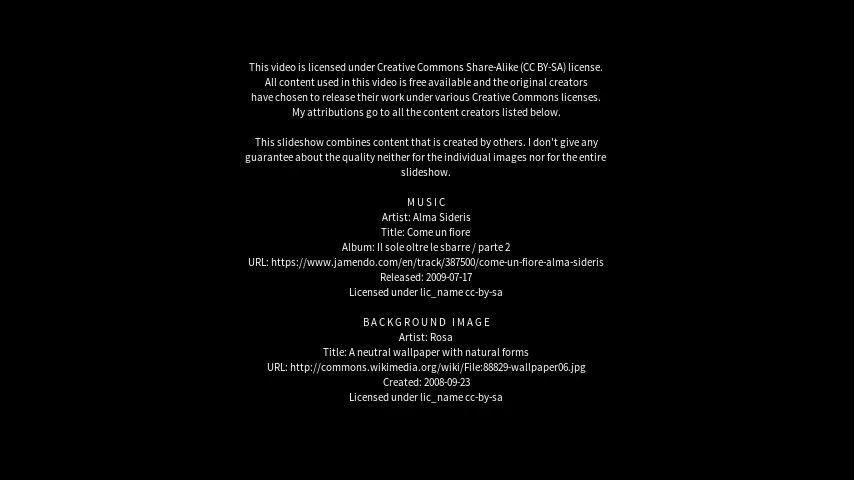 This video is licensed under Creative Commons Share-Alike (CC BY-SA) license.
All content used in this video is free available and the original creators
have chosen to release their work under various Creative Commons licenses.
My attributions go to all the content creators listed below.
This slideshow combines content that is created by others. I don't give any
guarantee about the quality neither for the individual images nor for the entire
slideshow.
MUSIC
Artist: Alma Sideris
Title: Come un fiore
Album: Il sole oltre le sbarre / parte 2
URL: https://www.jamendo.com/en/track/387500/come-un-fiore-alma-sideris
Released: 2009-07-17
Licensed under lic_name cc-by-sa
BACKGROUND IMAGE
Artist: Rosa
Title: A neutral wallpaper with natural forms
URL: http://commons.wikimedia.org/wiki/File:88829-wallpaper06.jpg
Created: 2008-09-23
Licensed under lic_name cc-by-sa